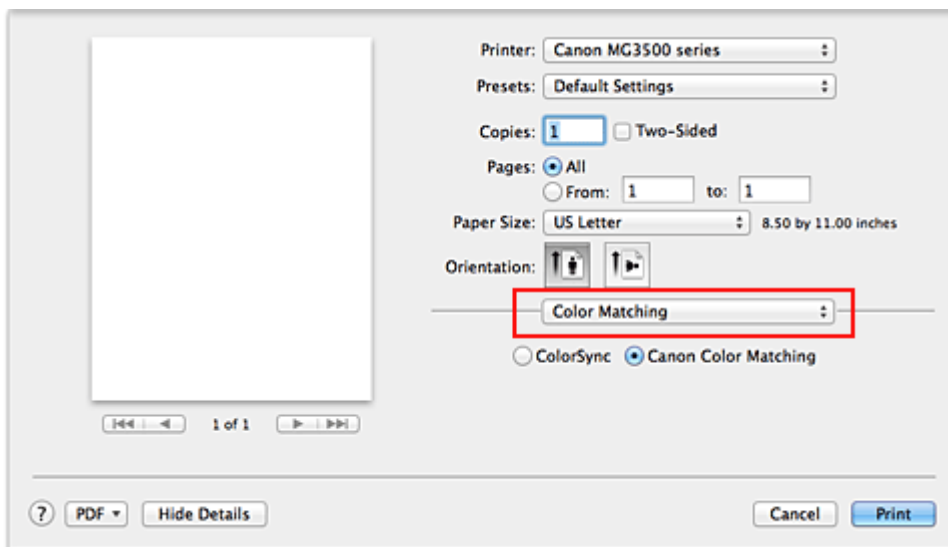 Printer: Canon MG3500 series
Presets: Default Settings
Copies: 1 Two-Sided
Pages: All
From: 1 to: 1
Paper Size: US Letter 8.50 by 11.00 inches
Orientation:
Color Matching
ColorSync Canon Color Matching
1 of 1
? PDF Hide Details Cancel Print